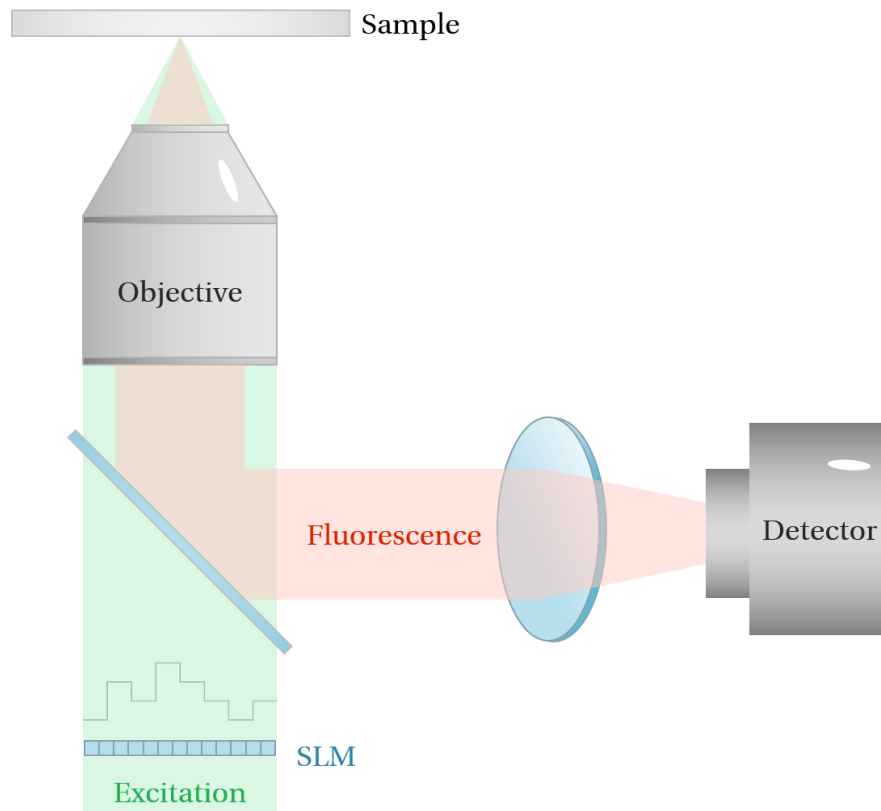 Sample
Objective
Fluorescence
Detector
SLM
Excitation